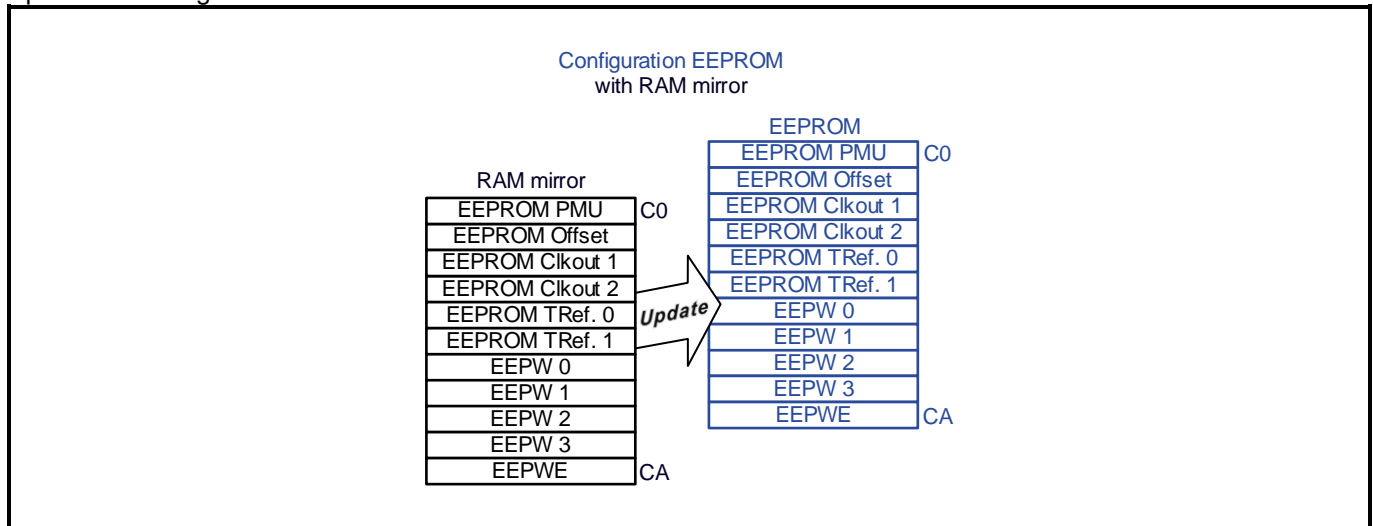 Configuration EEPROM
with RAM mirror
EEPROM
EEPROM PMU C0
EEPROM Offset
EEPROM Clkout 1
EEPROM Clkout 2
EEPROM TRef. 0
EEPROM TRef. 1
EEPW 0
EEPW 1
EEPW 2
EEPW 3
EEPWE CA
RAM mirror
EEPROM PMU C0
EEPROM Offset
EEPROM Clkout 1
EEPROM Clkout 2
EEPROM TRef. 0
EEPROM TRef. 1
EEPW 0
EEPW 1
EEPW 2
EEPW 3
EEPWE CA
Update